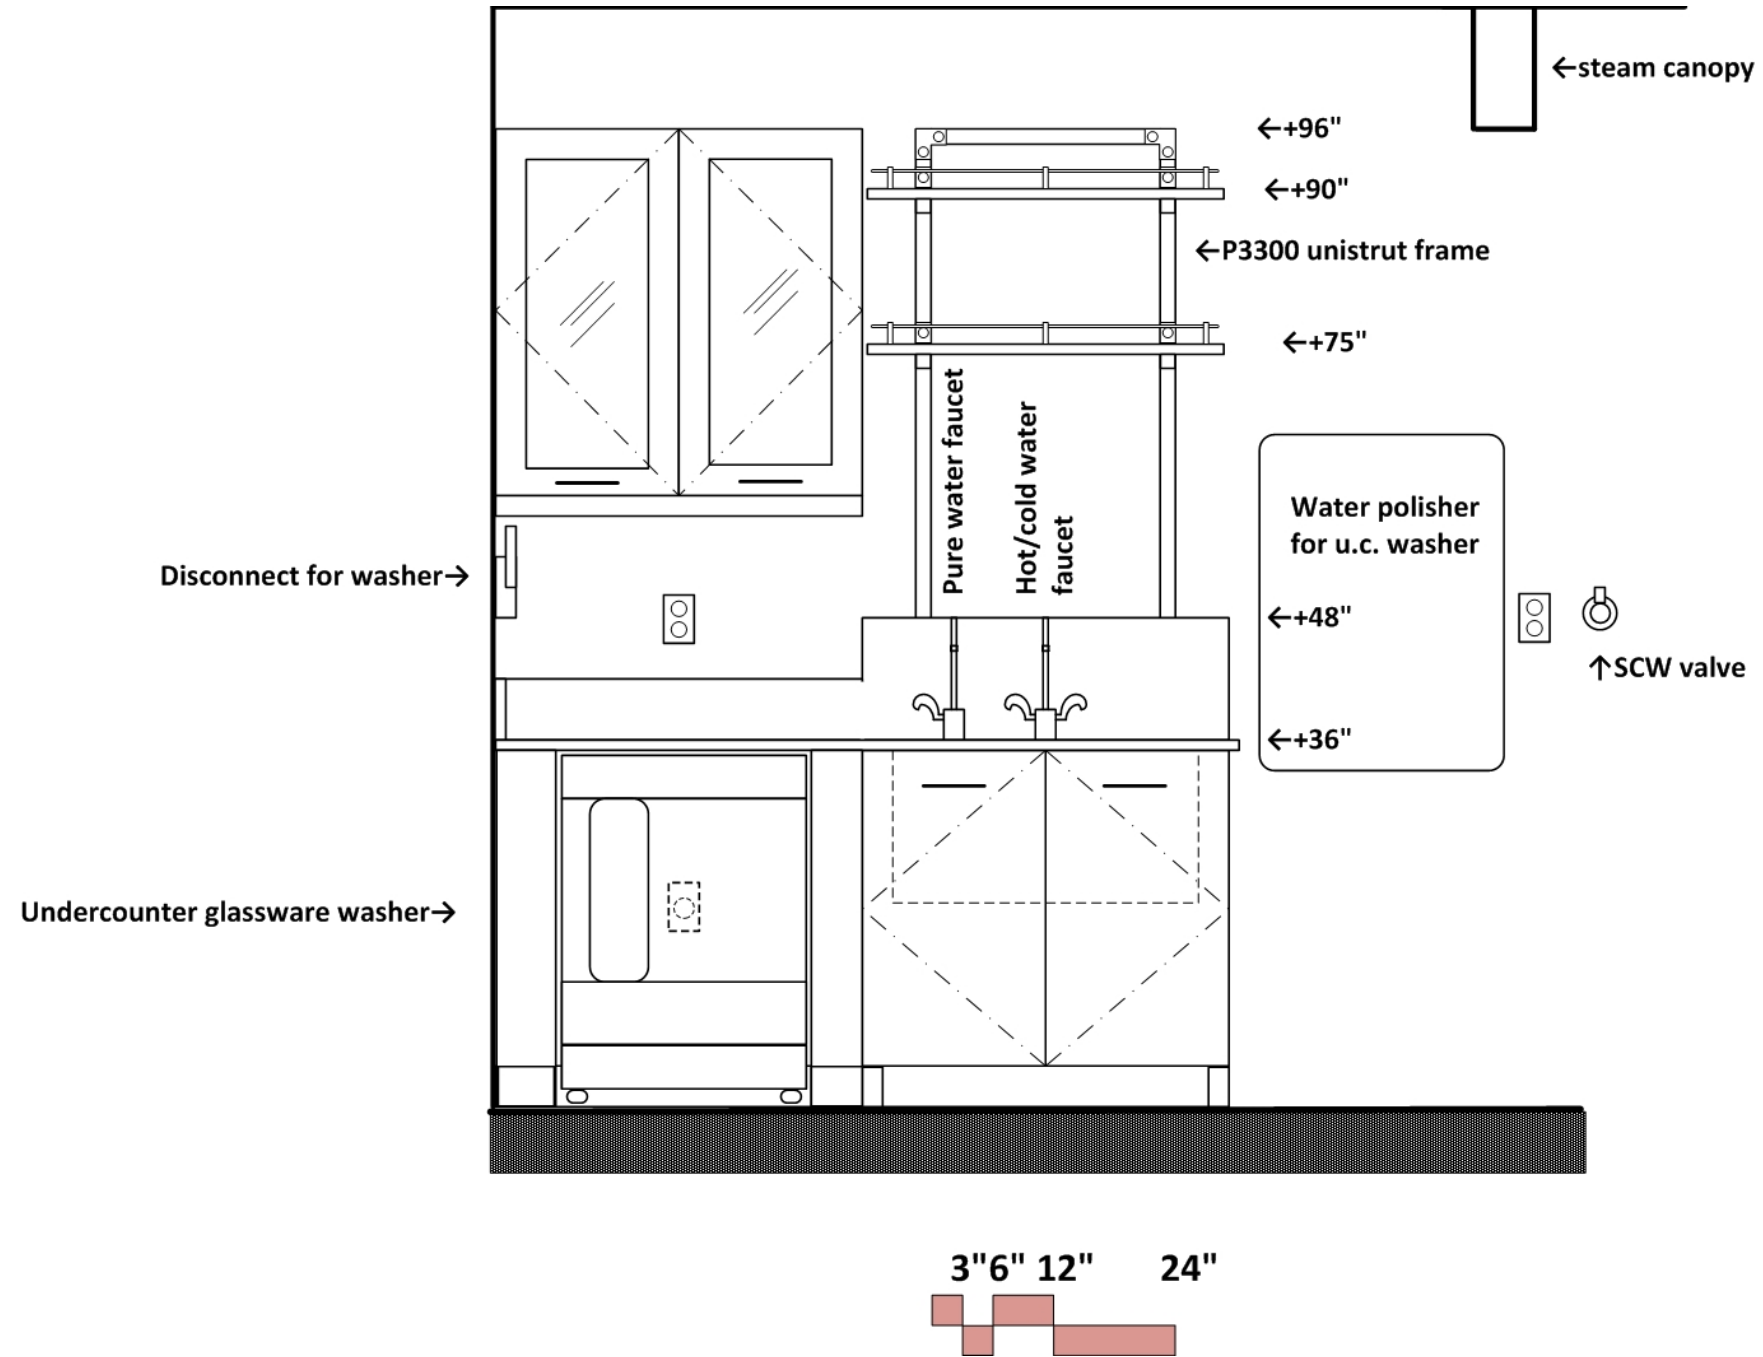 ←steam canopy
←+96"
←+90"
←P3300 unistrut frame
←+75"
Pure water faucet
Hot/cold water
faucet
Water polisher
for u.c. washer
Disconnect for washer→
←+48"
↑SCW valve
←+36"
Undercounter glassware washer→
3"6" 12" 24"